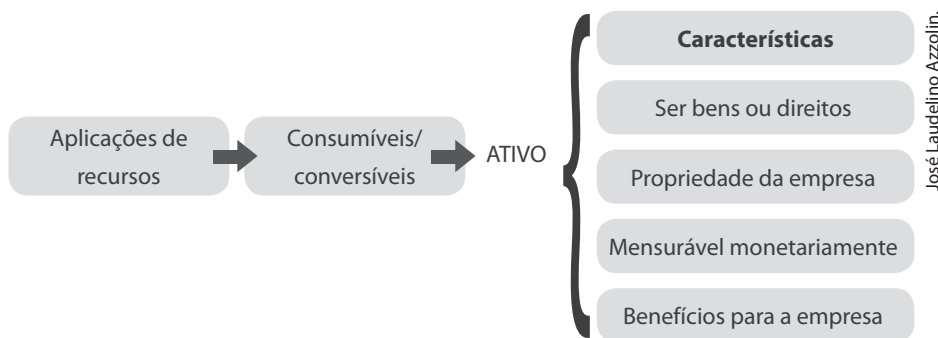 Aplicações de
recursos
Consumíveis/
conversíveis
ATIVO
Características
Ser bens ou direitos
Propriedade da empresa
Mensurável monetariamente
Benefícios para a empresa
José Laudelino Azzolin.